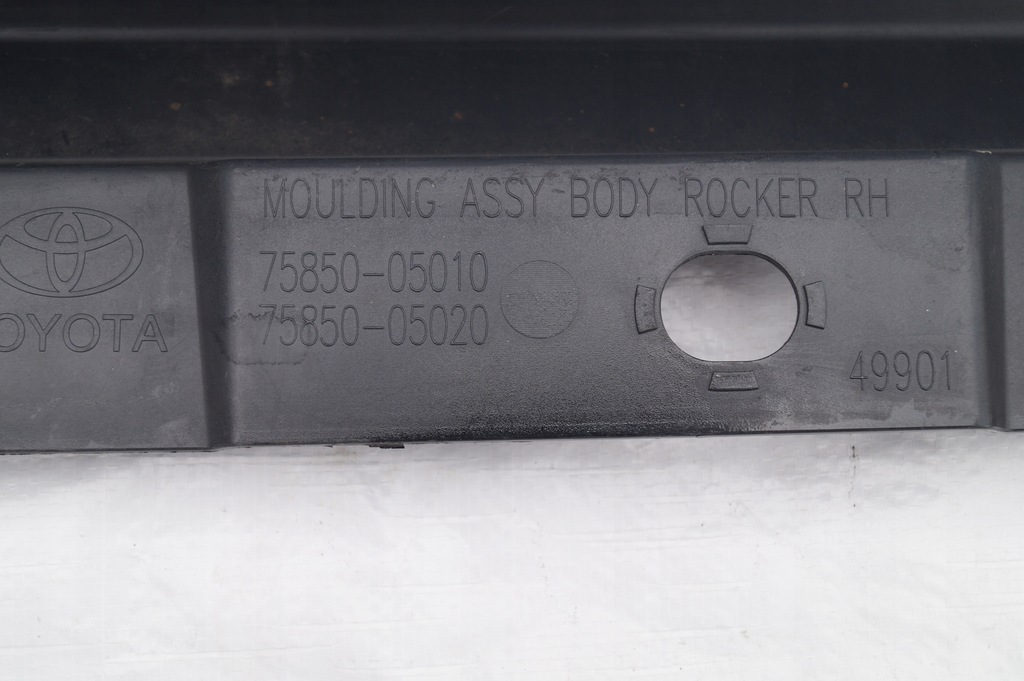 TOYOTA
MOULDING ASSY BODY ROCKER RH
75850-05010
75850-05020
49901